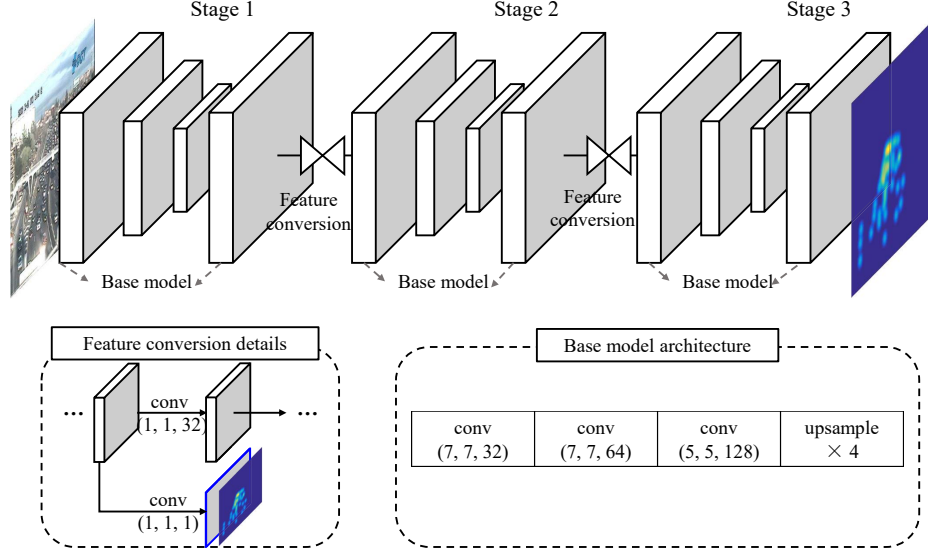 Stage 1
Stage 2
Stage 3
Feature
conversion
Feature
conversion
Base model
Base model
Base model
Feature conversion details
Base model architecture
...
conv
(1, 1, 32)
...
conv
(1, 1, 1)
conv
(7, 7, 32)
conv
(7, 7, 64)
conv
(5, 5, 128)
upsample
× 4